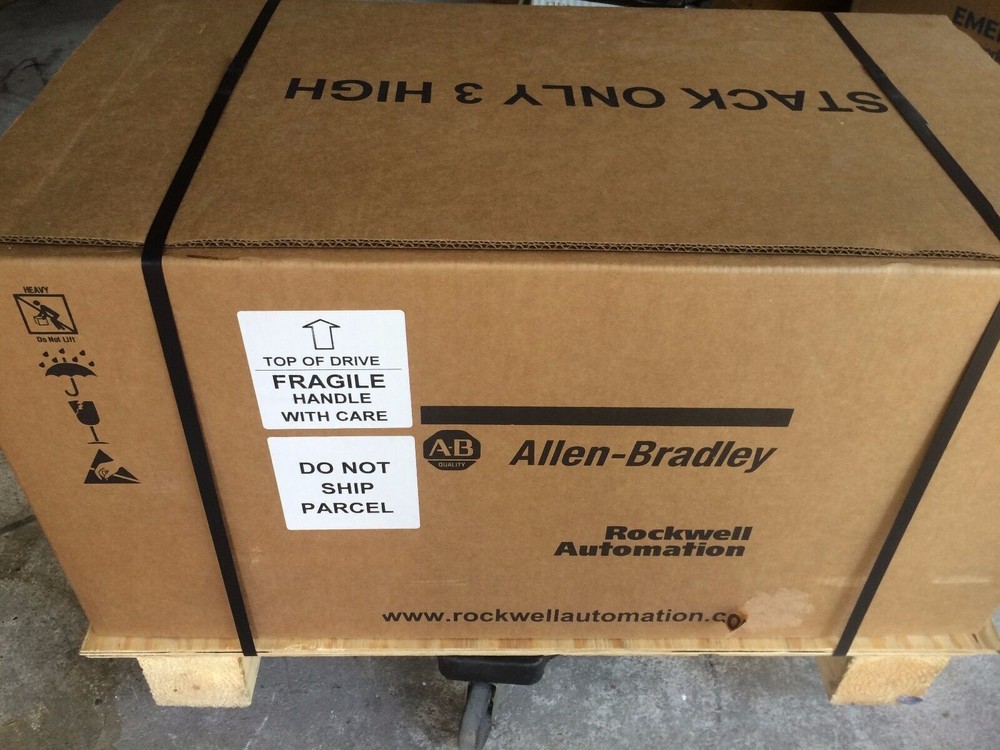 STACK ONLY 3 HIGH
EME
HEAVY
Do Not Lift
TOP OF DRIVE
FRAGILE
HANDLE
WITH CARE
DO NOT
SHIP
PARCEL
A·B
QUALITY
Allen-Bradley
Rockwell
Automation
www.rockwellautomation.co